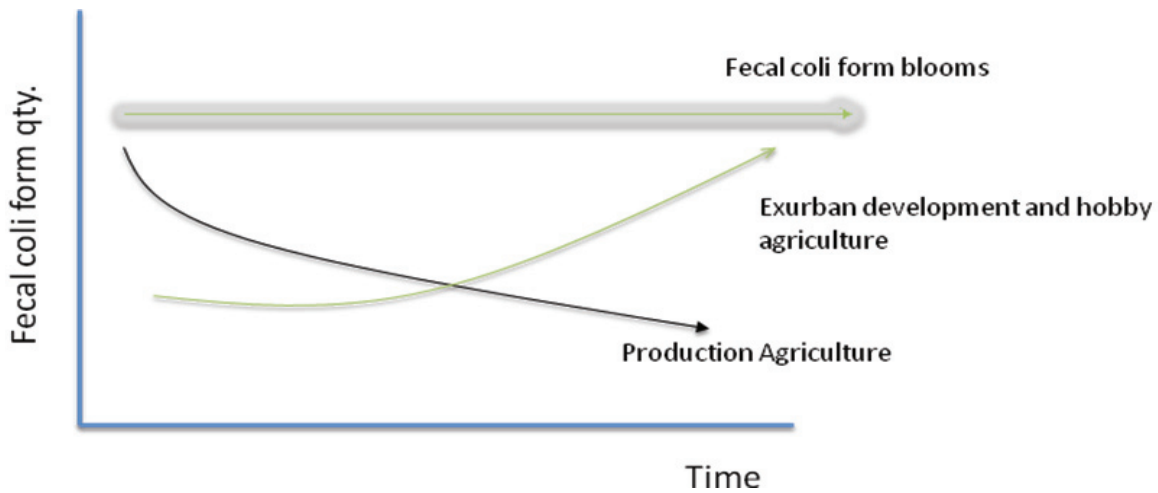 Fecal coli form qty.
Fecal coli form blooms
Exurban development and hobby
agriculture
Production Agriculture
Time